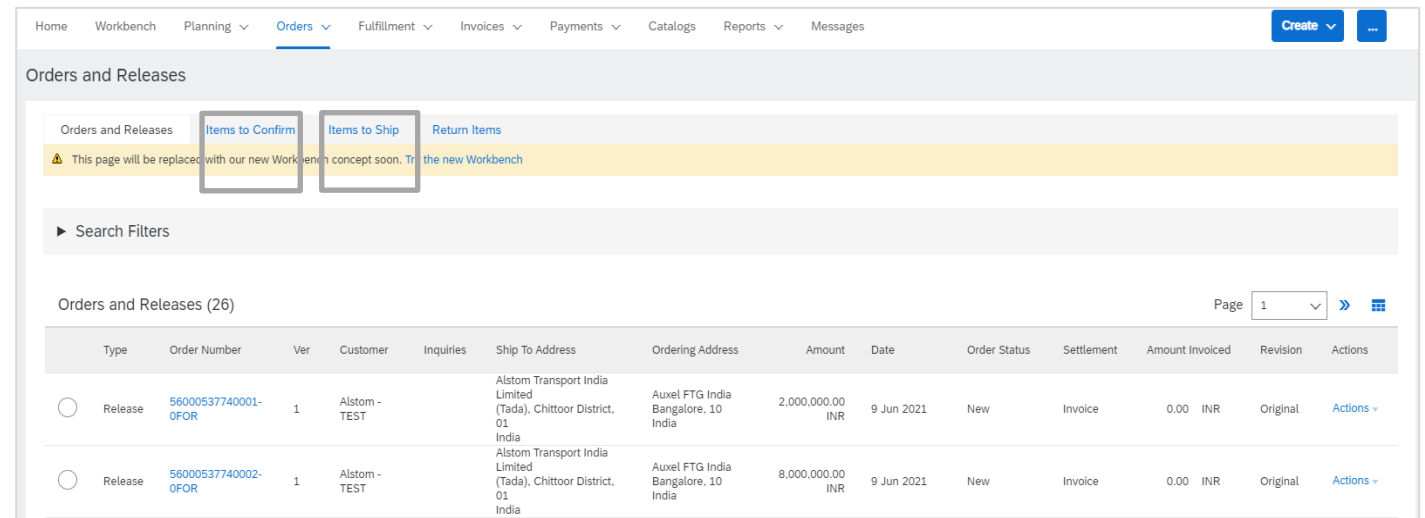 Home Workbench Planning Orders Fulfillment Invoices Payments Catalogs Reports Messages Create ...
Orders and Releases
Orders and Releases Items to Confirm Items to Ship Return Items
This page will be replaced with our new Workbench concept soon. Try the new Workbench
Search Filters
Orders and Releases (26) Page 1
Type Order Number Ver Customer Inquiries Ship To Address Ordering Address Amount Date Order Status Settlement Amount Invoiced Revision Actions
Release 56000537740001-0FOR 1 Alstom - TEST Alstom Transport India Limited (Tada), Chittoor District, 01 India Auxel FTG India Bangalore, 10 India 2,000,000.00 INR 9 Jun 2021 New Invoice 0.00 INR Original Actions
Release 56000537740002-0FOR 1 Alstom - TEST Alstom Transport India Limited (Tada), Chittoor District, 01 India Auxel FTG India Bangalore, 10 India 8,000,000.00 INR 9 Jun 2021 New Invoice 0.00 INR Original Actions